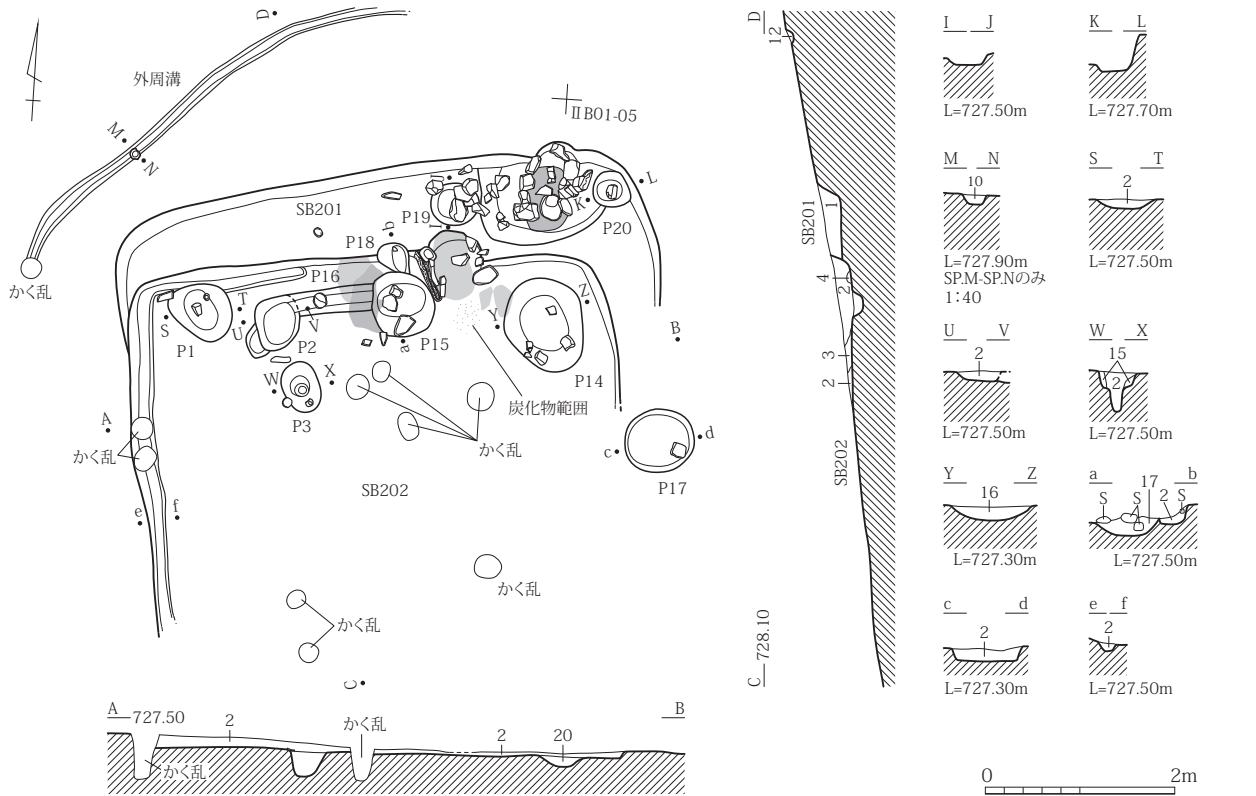 D
外周溝
M
N
ⅡB01-05
かく乱
SB201
J
P19
I
K
L
P20
b
P18
P16
S
T
U
V
P1
P2
P15
a
Y
Z
P14
B
W
X
P3
炭化物範囲
A
かく乱
かく乱
c
d
P17
SB202
e
f
かく乱
かく乱
C
A
727.50
2
かく乱
かく乱
2
20
B
D
12
SB201
1
4
2
3
2
SB202
C
728.10
I J
L=727.50m
K L
L=727.70m
M N
10
L=727.90m
SP.M-SP.Nのみ
1:40
S T
2
L=727.50m
U V
2
L=727.50m
W X
15
2
L=727.50m
Y Z
16
L=727.30m
a b
17
S S 2 S
L=727.50m
c d
2
L=727.30m
e f
2
L=727.50m
0 2m